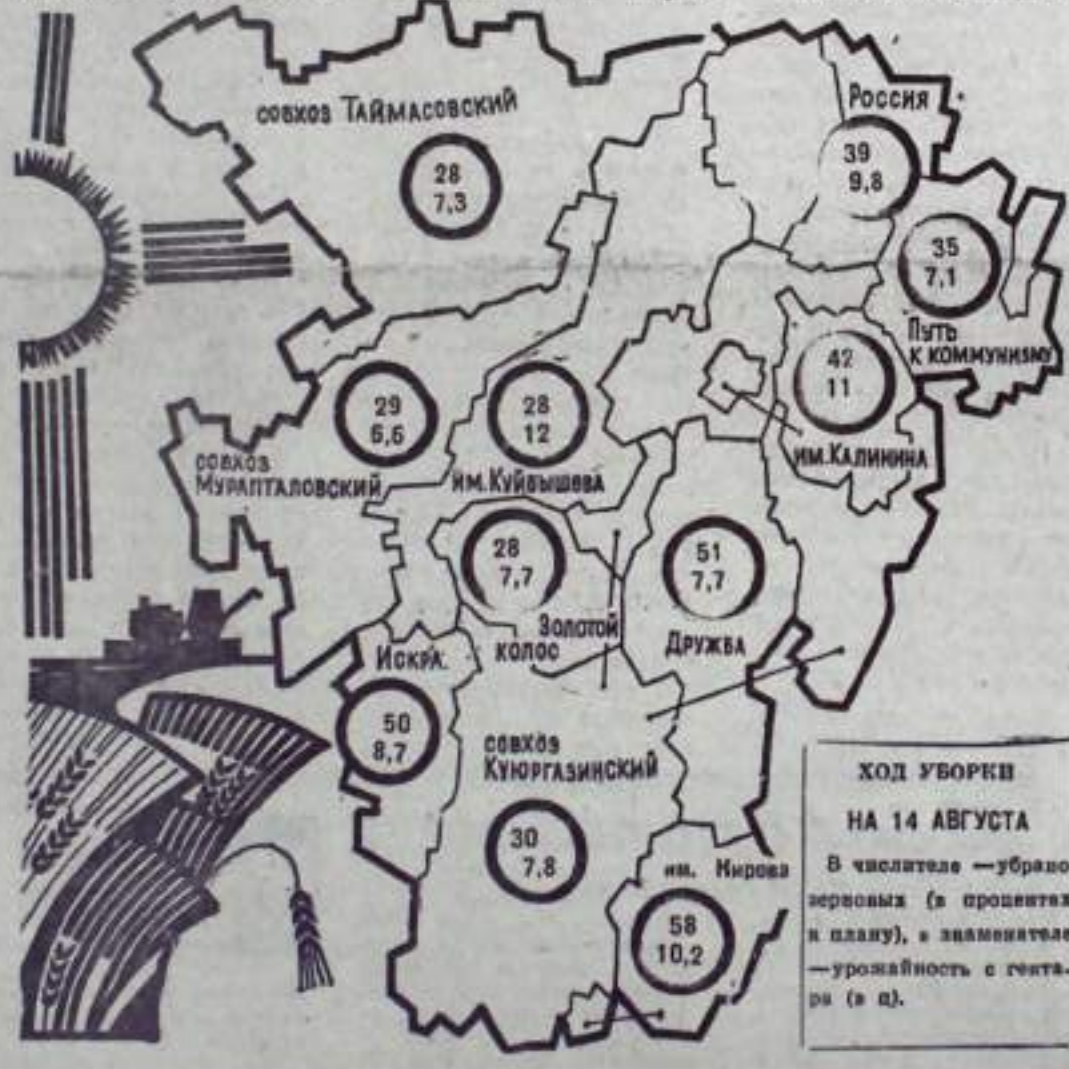 совхоз ТАЙМАСОВСКИЙ
28
7,3
РОССИЯ
39
9,8
35
7,1
ПУТЬ
К КОММУНИЗМУ
42
11
им. КАЛИНИНА
29
6,6
СОВХОЗ
МУРАПТАЛОВСКИЙ
28
12
им. КУЙБЫШЕВА
28
7,7
ЗОЛОТОЙ
КОЛОС
51
7,7
ДРУЖБА
ИСКРА
50
8,7
СОВХОЗ
КУЮРГАЗИНСКИЙ
30
7,8
им. Кирова
58
10,2
ХОД УБОРКИ
НА 14 АВГУСТА
В числителе — убрано
зерновых (в процентах
к плану), в знаменателе
— урожайность с гекта-
ра (в ц).